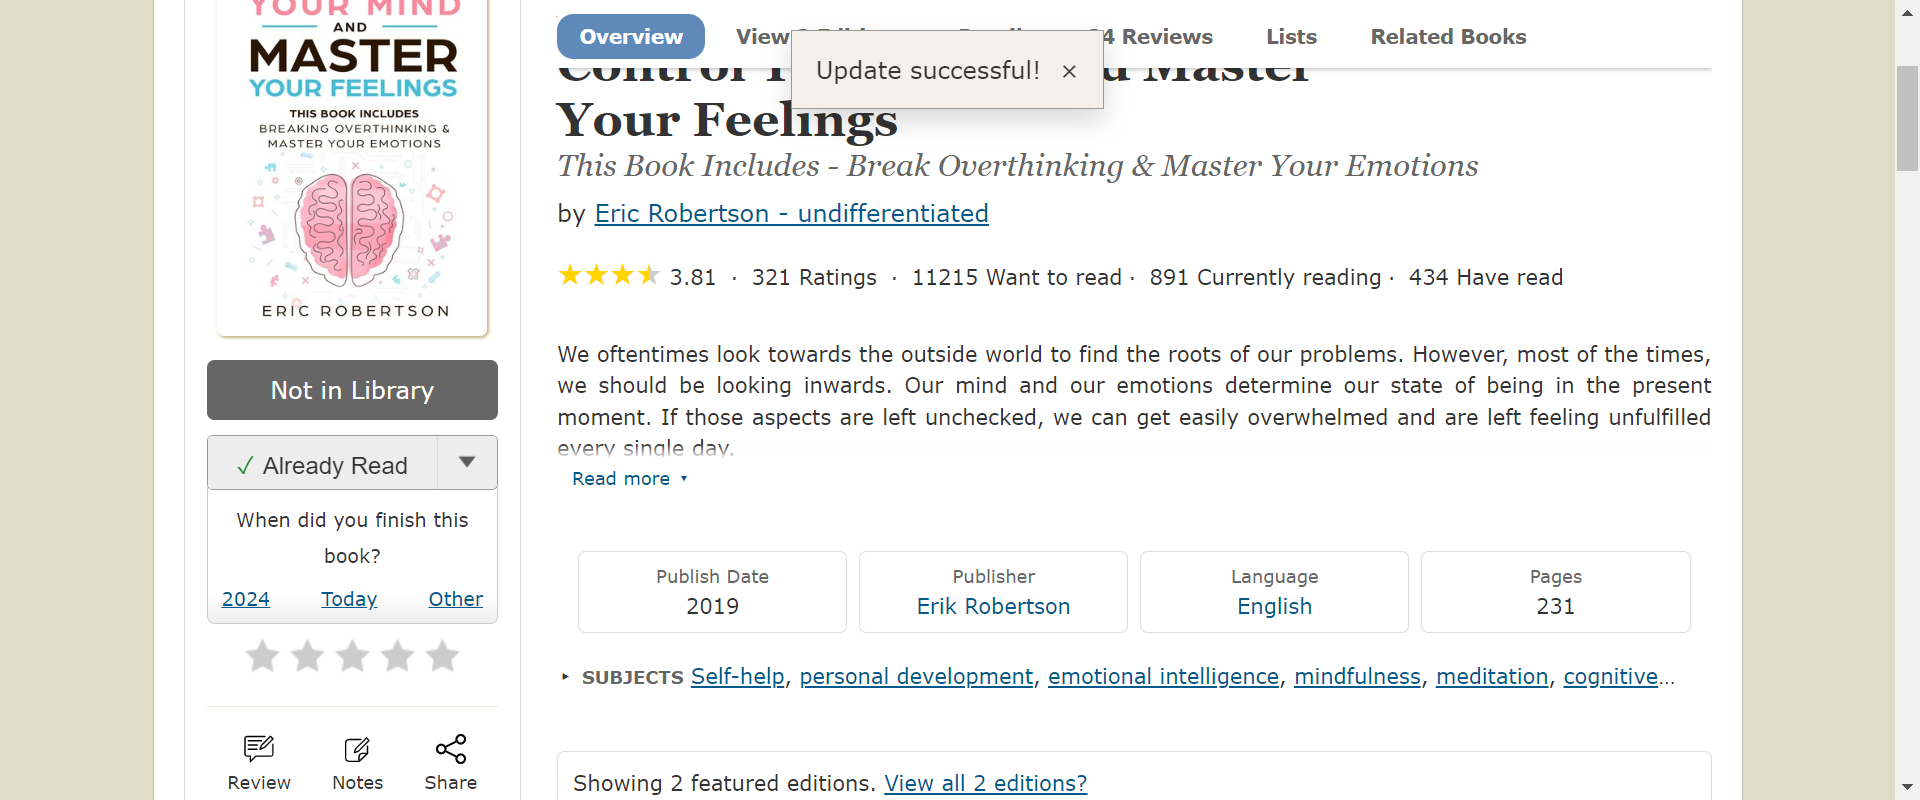 YOUR MIND
AND
MASTER
YOUR FEELINGS
THIS BOOK INCLUDES
BREAKING OVERTHINKING &
MASTER YOUR EMOTIONS
ERIC ROBERTSON
Not in Library
✓ Already Read
When did you finish this
book?
2024 Today Other
Review Notes Share
Overview View 4 Reviews Lists Related Books
Update successful! ×
Control Master
Your Feelings
This Book Includes - Break Overthinking & Master Your Emotions
by Eric Robertson - undifferentiated
3.81 · 321 Ratings · 11215 Want to read · 891 Currently reading · 434 Have read
We oftentimes look towards the outside world to find the roots of our problems. However, most of the times,
we should be looking inwards. Our mind and our emotions determine our state of being in the present
moment. If those aspects are left unchecked, we can get easily overwhelmed and are left feeling unfulfilled
every single day.
Read more ▾
Publish Date
2019
Publisher
Erik Robertson
Language
English
Pages
231
SUBJECTS Self-help, personal development, emotional intelligence, mindfulness, meditation, cognitive...
Showing 2 featured editions. View all 2 editions?